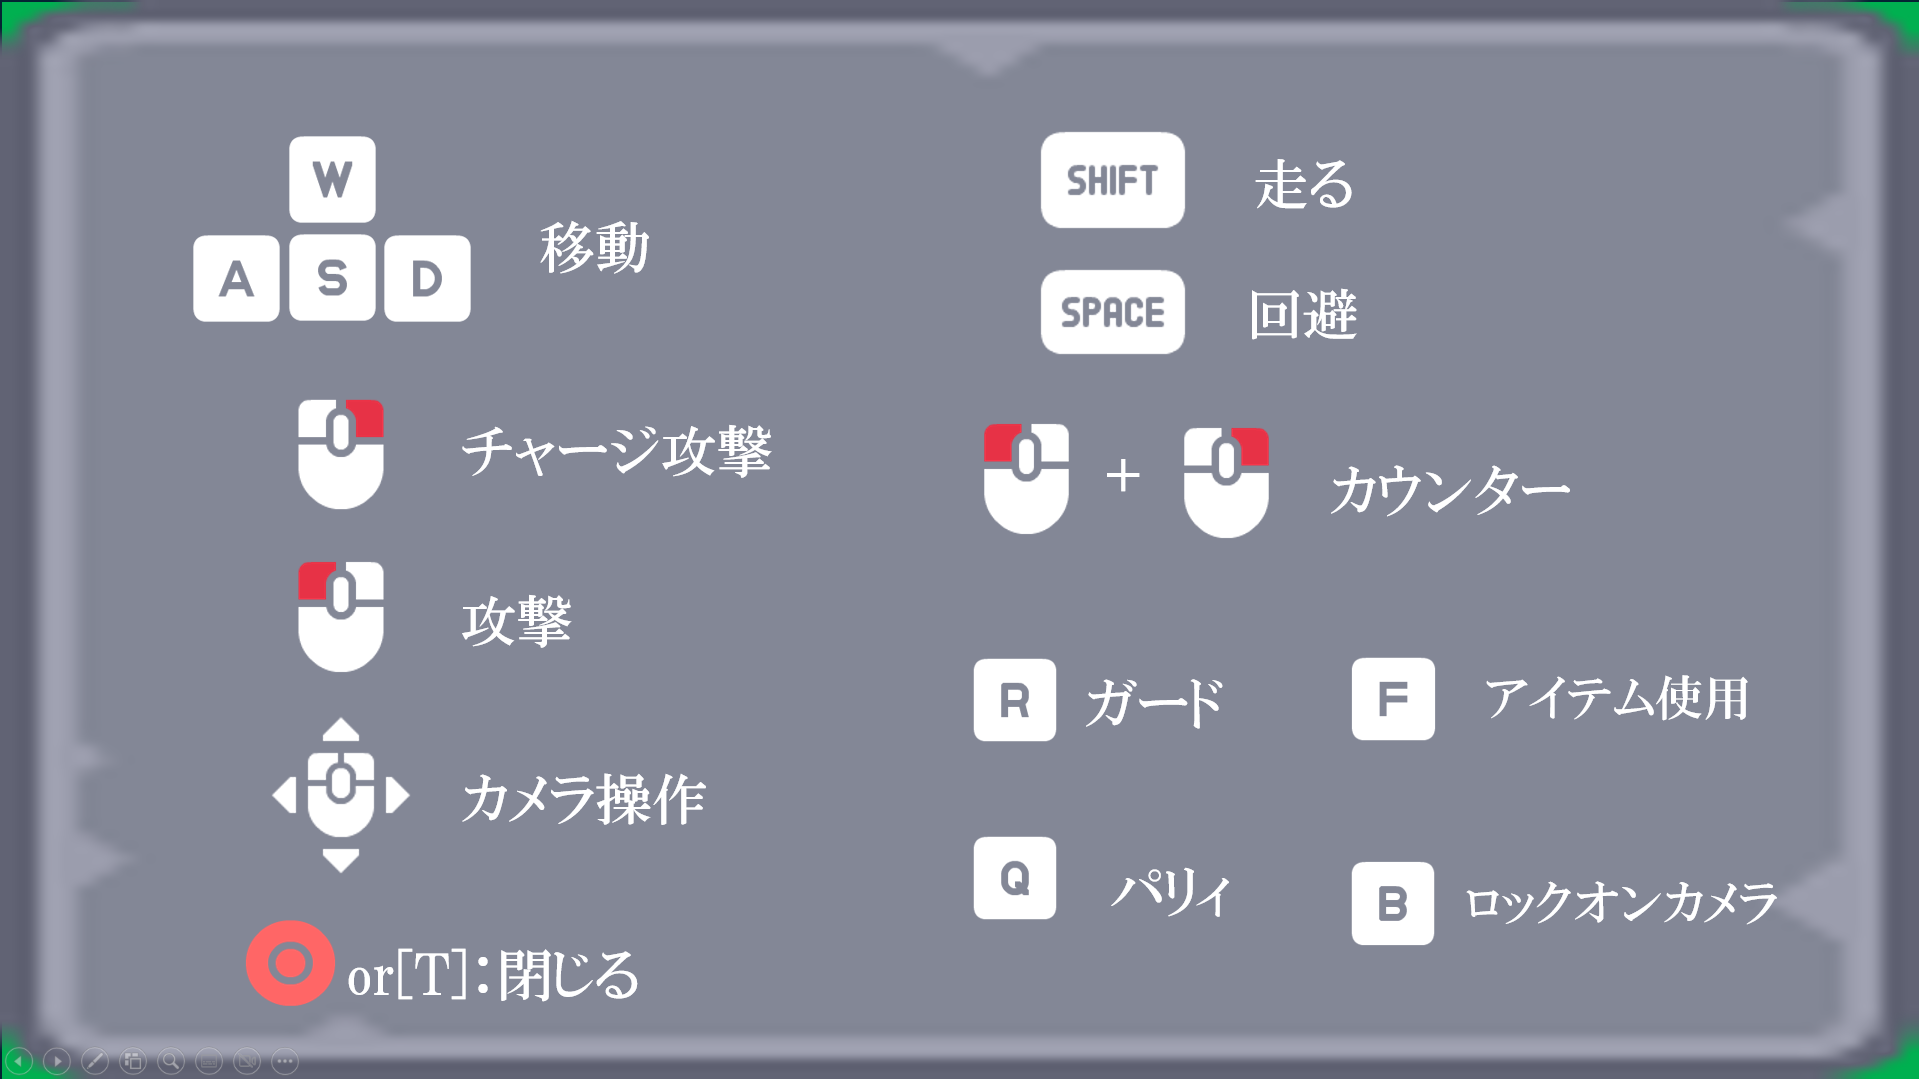 W
A S D
移動
チャージ攻撃
攻撃
カメラ操作
or[T]:閉じる
SHIFT 走る
SPACE 回避
+ カウンター
R ガード
F アイテム使用
Q パリィ
B ロックオンカメラ